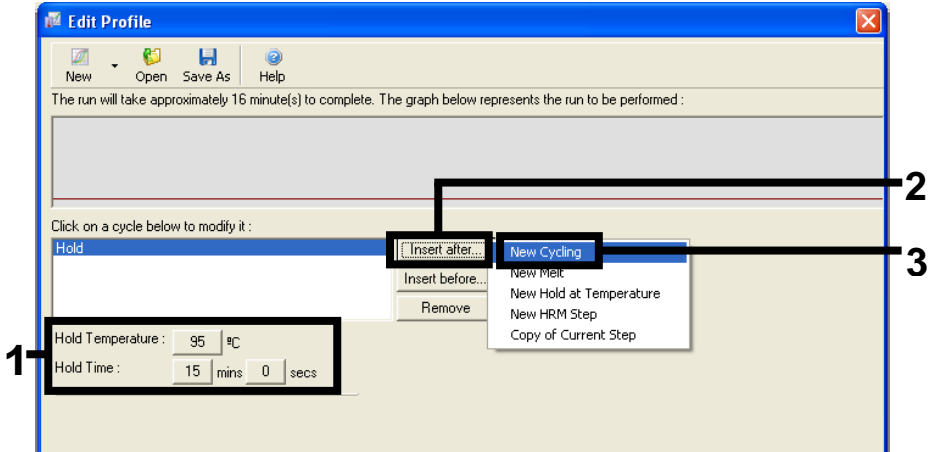 Edit Profile
New Open Save As Help
The run will take approximately 16 minute(s) to complete. The graph below represents the run to be performed :
2
Click on a cycle below to modify it :
Hold
Insert after...
New Cycling
3
Insert before...
New Melt
New Hold at Temperature
Remove
New HRM Step
Copy of Current Step
1
Hold Temperature : 95 ºC
Hold Time : 15 mins 0 secs